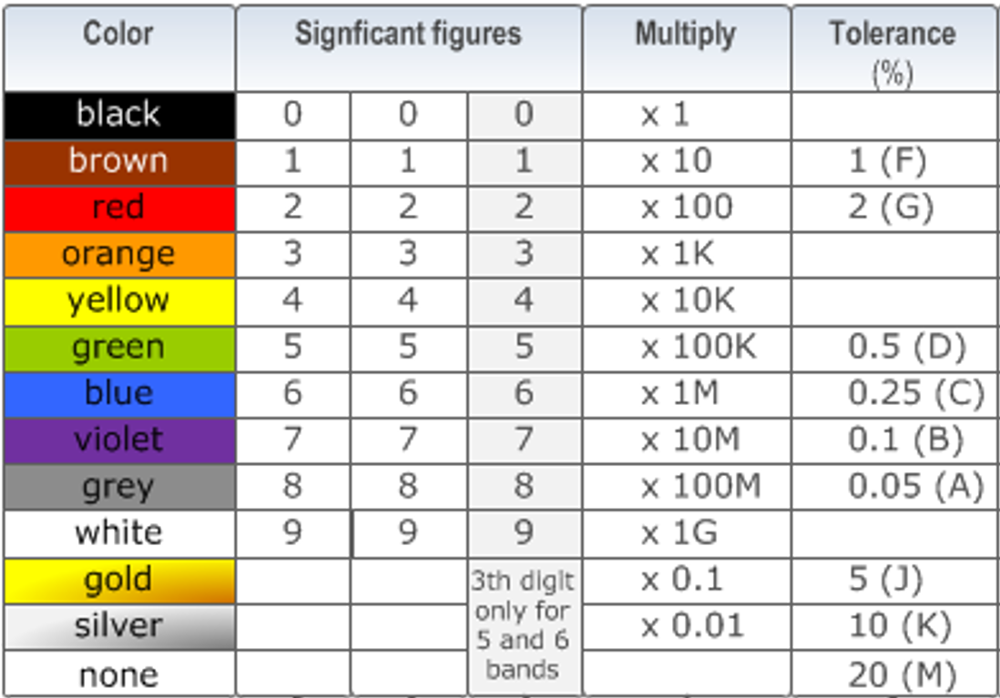 Color Signficant figures Multiply Tolerance
(%)
black 0 0 0 x 1
brown 1 1 1 x 10 1 (F)
red 2 2 2 x 100 2 (G)
orange 3 3 3 x 1K
yellow 4 4 4 x 10K
green 5 5 5 x 100K 0.5 (D)
blue 6 6 6 x 1M 0.25 (C)
violet 7 7 7 x 10M 0.1 (B)
grey 8 8 8 x 100M 0.05 (A)
white 9 9 9 x 1G
gold x 0.1 5 (J)
silver x 0.01 10 (K)
none 20 (M)
3th digit
only for
5 and 6
bands